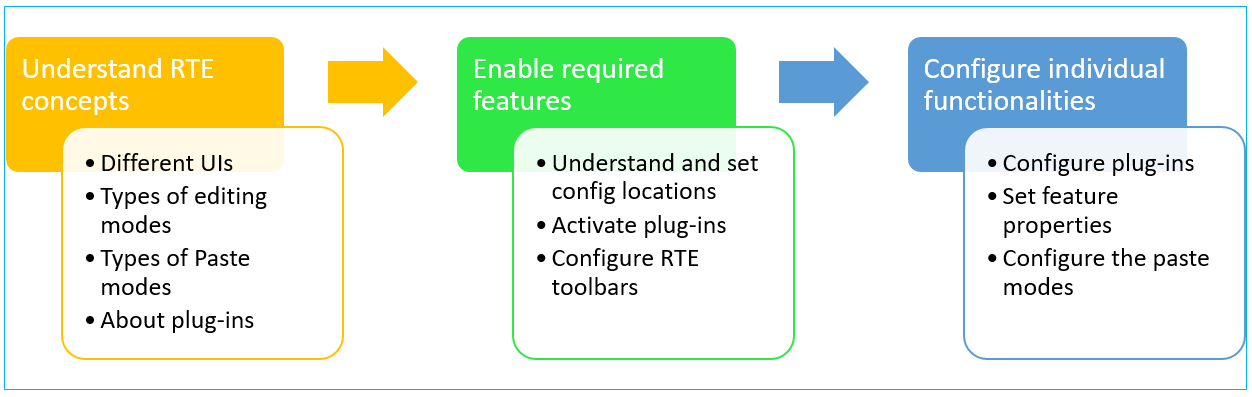 Understand RTE
concepts
• Different UIs
• Types of editing
modes
• Types of Paste
modes
• About plug-ins
Enable required
features
• Understand and set
config locations
• Activate plug-ins
• Configure RTE
toolbars
Configure individual
functionalities
• Configure plug-ins
• Set feature
properties
• Configure the paste
modes